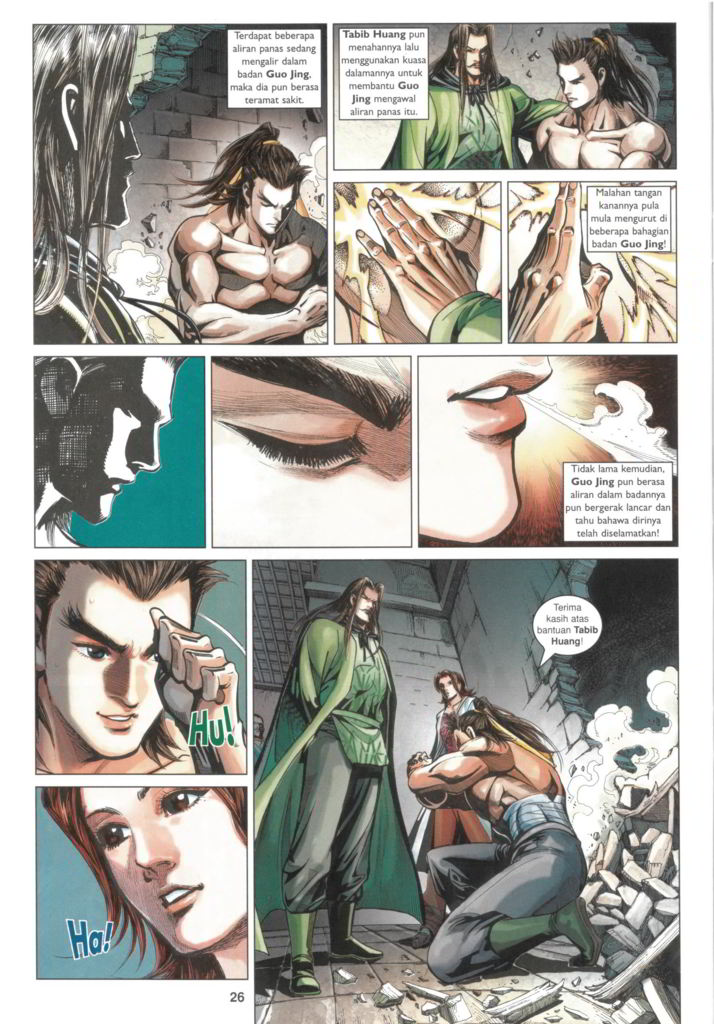 Terdapat beberapa
aliran panas sedang
mengalir dalam
badan Guo Jing,
maka dia pun berasa
teramat sakit.
Tabib Huang pun
menahannya lalu
menggunakan kuasa
dalamannya untuk
membantu Guo
Jing mengawal
aliran panas itu.
Malahan tangan
kanannya pula
mula mengurut di
beberapa bahagian
badan Guo Jing!
Tidak lama kemudian,
Guo Jing pun berasa
aliran dalam badannya
pun bergerak lancar dan
tahu bahawa dirinya
telah diselamatkan!
Hu!
Ha!
Terima
kasih atas
bantuan Tabib
Huang!
26